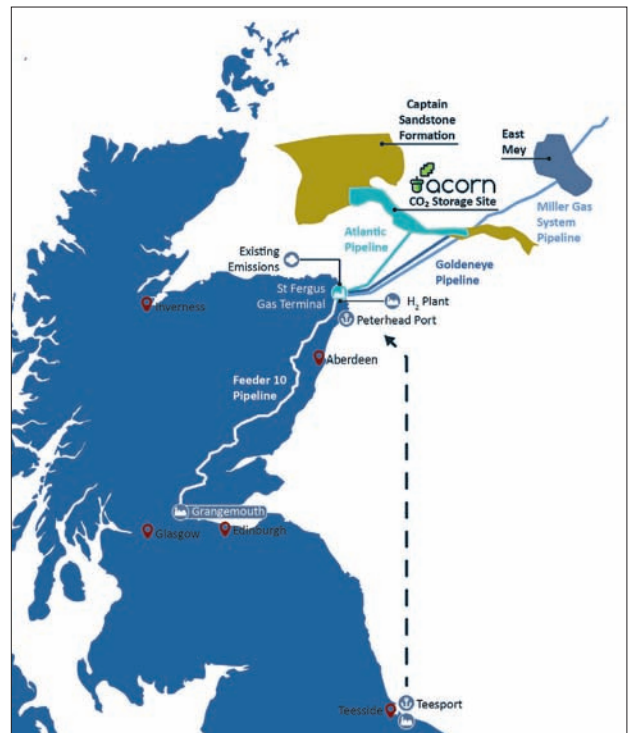 Captain
Sandstone
Formation
East
Mey
acorn
CO₂ Storage Site
Miller Gas
System
Pipeline
Atlantic
Pipeline
Goldeneye
Pipeline
Existing
Emissions
St Fergus
Gas Terminal
H₂ Plant
Peterhead Port
Inverness
Aberdeen
Feeder 10
Pipeline
Grangemouth
Glasgow
Edinburgh
Teesside
Teesport